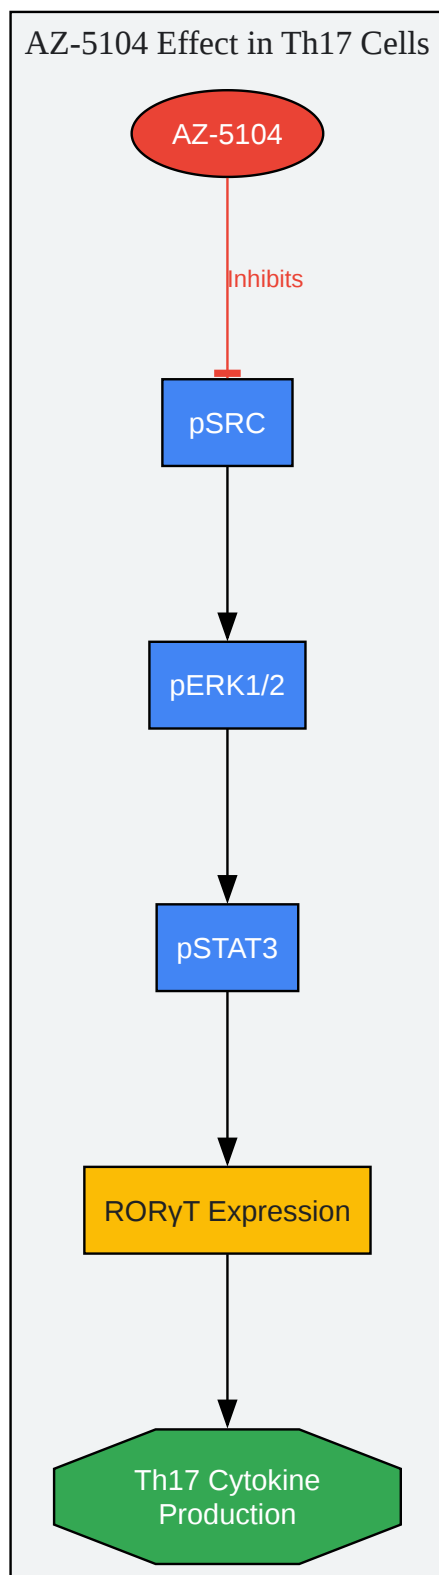 AZ-5104 Effect in Th17 Cells
AZ-5104
Inhibits
pSRC
pERK1/2
pSTAT3
RORγT Expression
Th17 Cytokine
Production